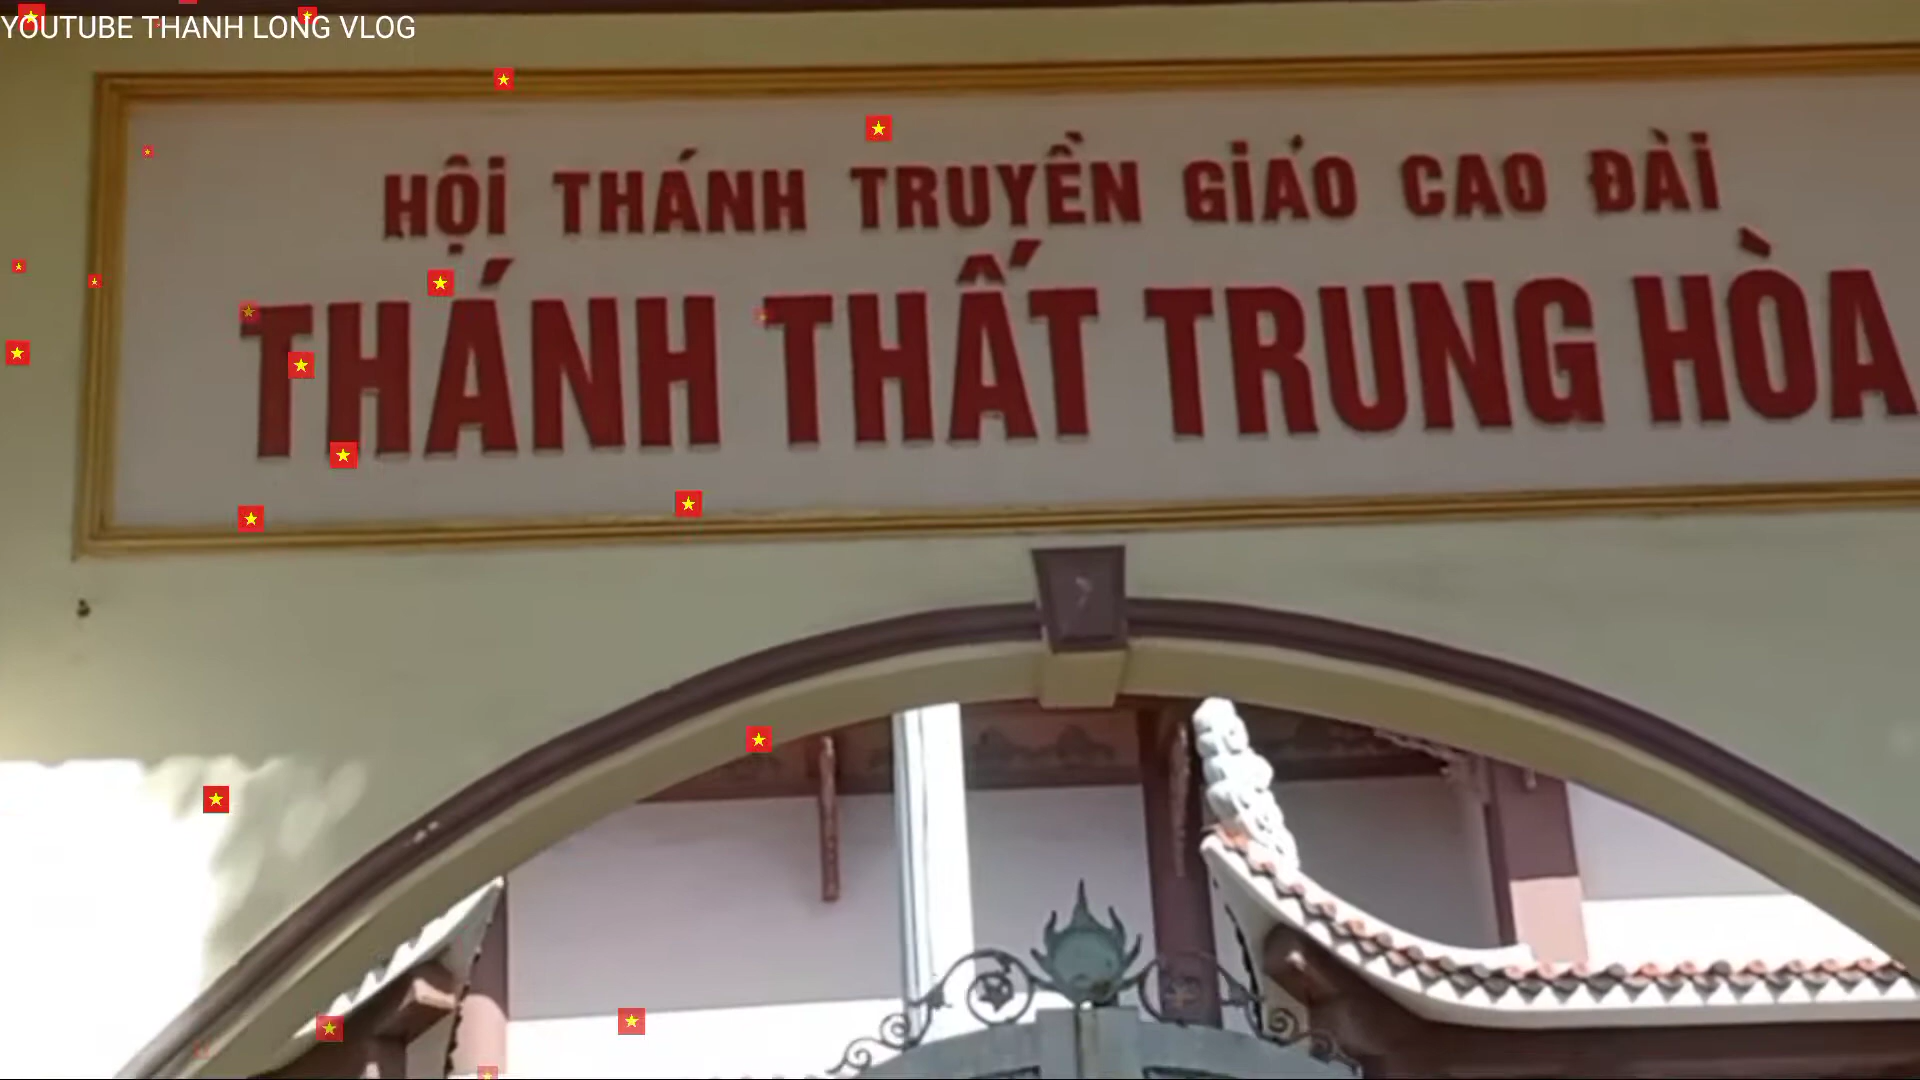 YOUTUBE THANH LONG VLOG
HỘI THÁNH TRUYỀN GIÁO CAO ĐÀI
THÁNH THẤT TRUNG HÒA